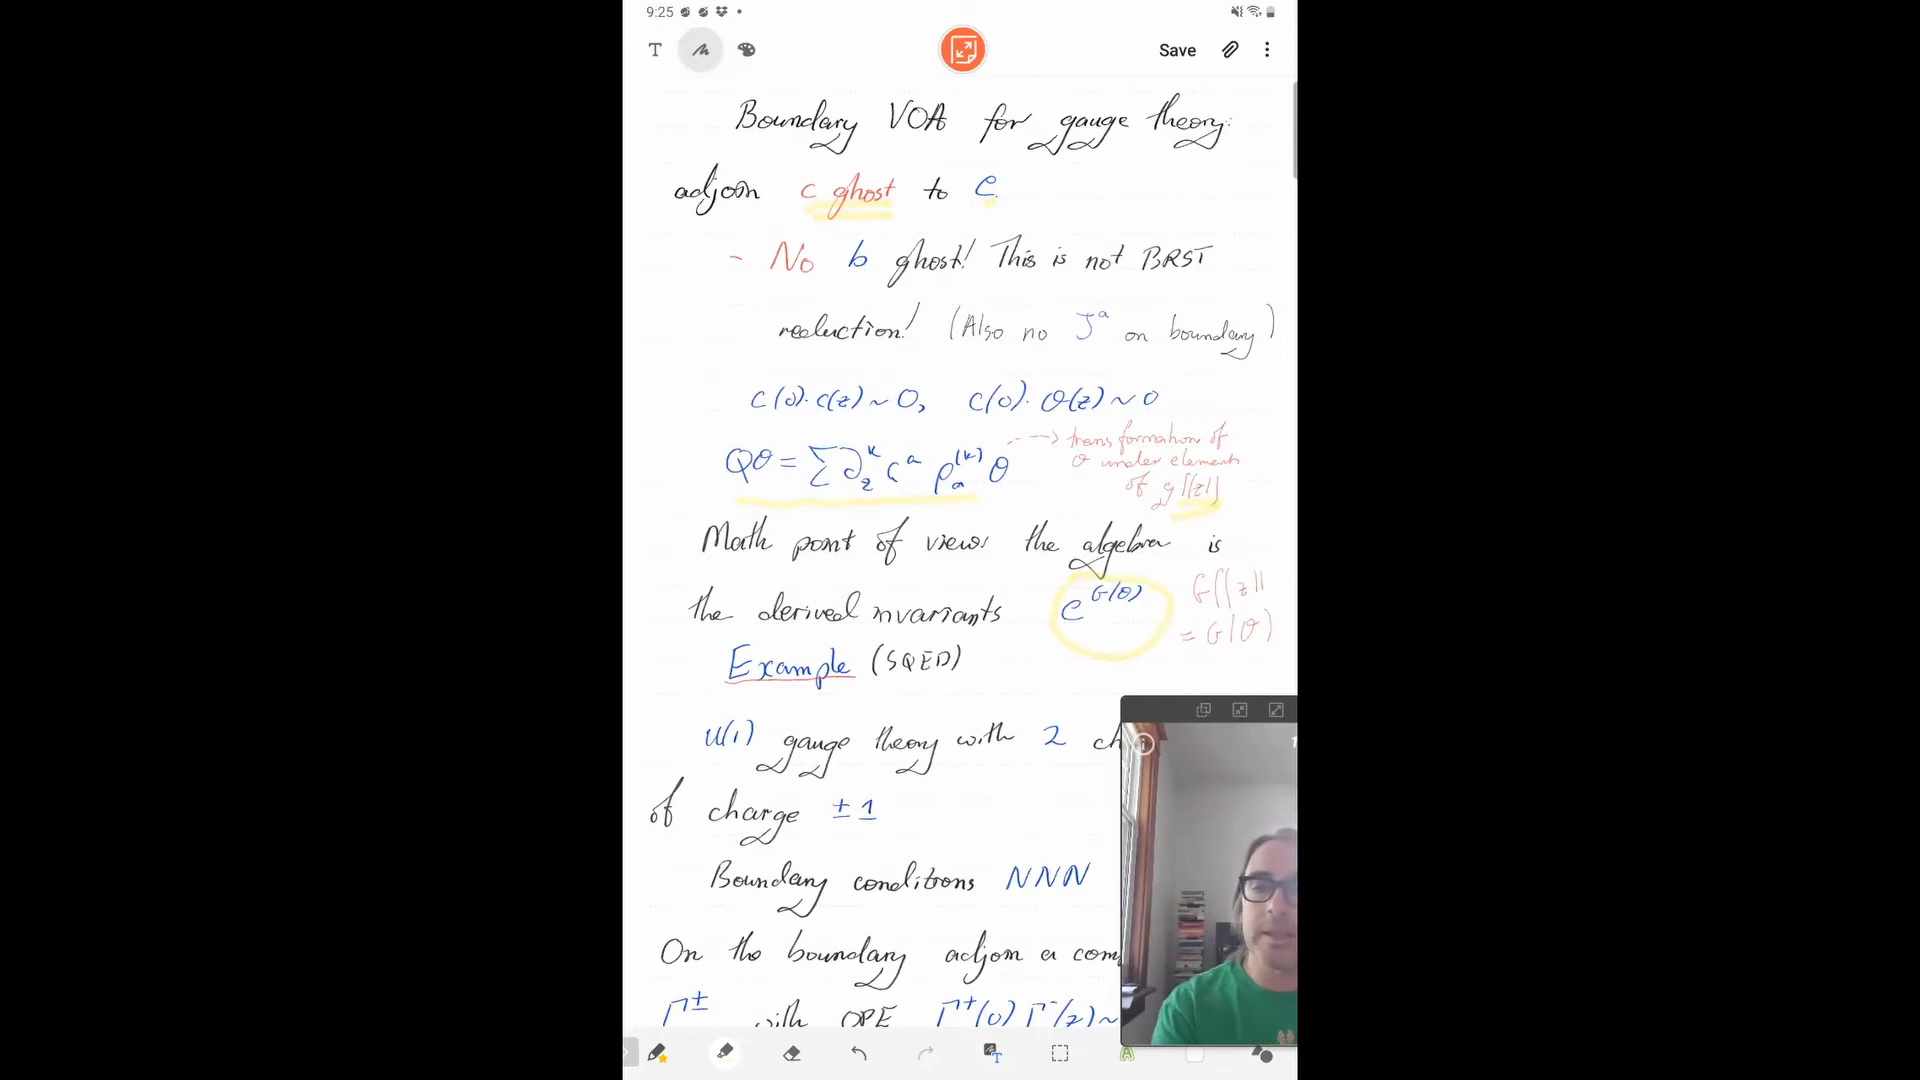 9:25
T Save
Boundary VOA for gauge theory:
adjoin c ghost to C.
- No b ghost! This is not BRST
reduction! (Also no J^a on boundary)
c(0)·c(z) ~ 0, c(0)·O(z) ~ 0
QO = ∑ ∂_z^k c^a ρ_a^(k) O ---> transformation of
O under elements
of g[[z]]
Math point of view: the algebra is
the derived invariants C^G(O) G[[z]]
= G(O)
Example (SQED)
U(1) gauge theory with 2 ch
of charge ± 1
Boundary conditions NNN
On the boundary adjoin a com
Γ^± with OPE Γ^+(0) Γ^-(z) ~